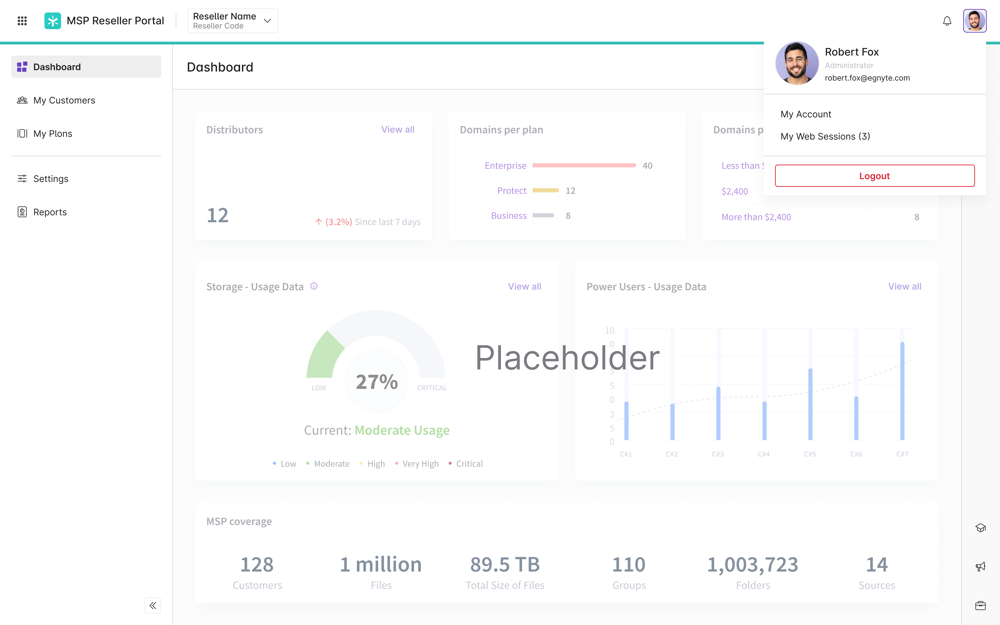 MSP Reseller Portal
Reseller Name
Reseller Code
Robert Fox
Administrator
robert.fox@egnyte.com
My Account
My Web Sessions (3)
Logout
Dashboard
My Customers
My Plons
Settings
Reports
Dashboard
Distributors
View all
12
(3.2%) Since last 7 days
Domains per plan
Enterprise
40
Protect
12
Business
8
Domains p
Less than $
$2,400
More than $2,400
8
Storage - Usage Data
View all
27%
LOW
CRITICAL
Current: Moderate Usage
Low
Moderate
High
Very High
Critical
Power Users - Usage Data
View all
10
0
5
5
0
2
5
0
C#1
C#2
C#3
C#4
C#5
C#6
C#7
Placeholder
MSP coverage
128
Customers
1 million
Files
89.5 TB
Total Size of Files
110
Groups
1,003,723
Folders
14
Sources